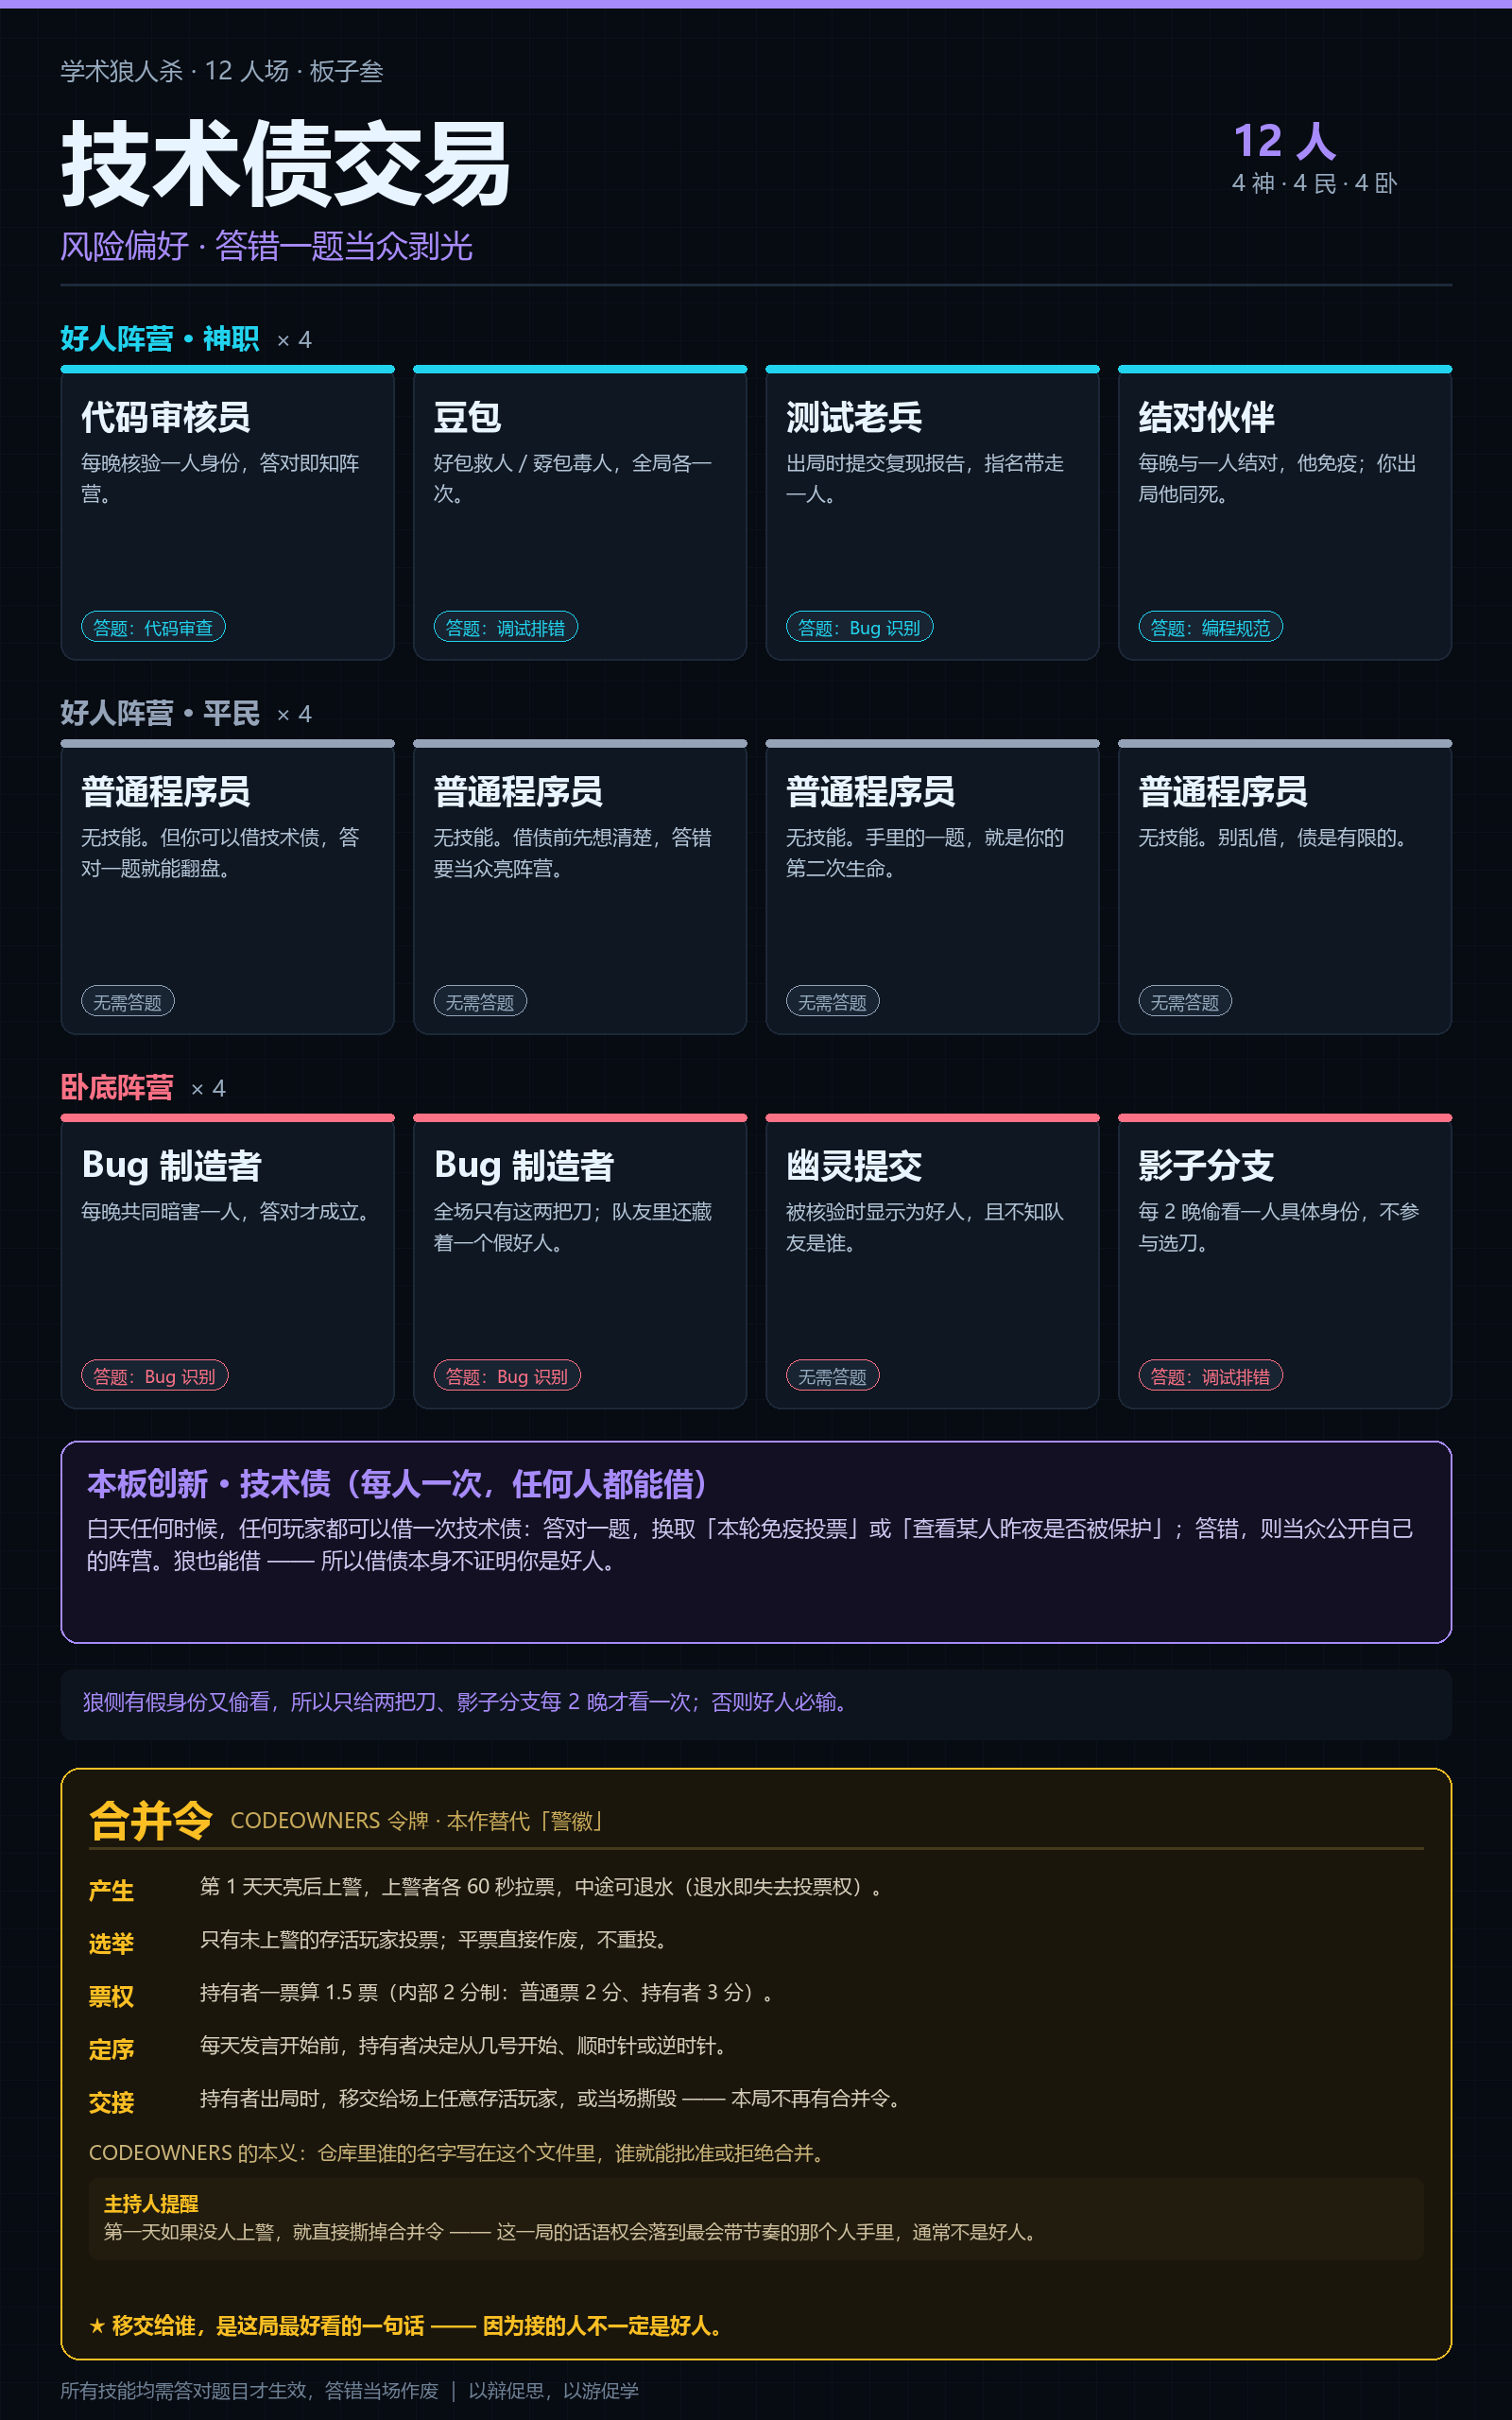 学术狼人杀 · 12 人场 · 板子叁
技术债交易
12 人
4 神 · 4 民 · 4 卧
风险偏好 · 答错一题当众剥光
好人阵营 • 神职 × 4
代码审核员
每晚核验一人身份，答对即知阵
营。
答题：代码审查
豆包
好包救人 / 孬包毒人，全局各一
次。
答题：调试排错
测试老兵
出局时提交复现报告，指名带走
一人。
答题：Bug 识别
结对伙伴
每晚与一人结对，他免疫；你出
局他同死。
答题：编程规范
好人阵营 • 平民 × 4
普通程序员
无技能。但你可以借技术债，答
对一题就能翻盘。
无需答题
普通程序员
无技能。借债前先想清楚，答错
要当众亮阵营。
无需答题
普通程序员
无技能。手里的一题，就是你的
第二次生命。
无需答题
普通程序员
无技能。别乱借，债是有限的。
无需答题
卧底阵营 × 4
Bug 制造者
每晚共同暗害一人，答对才成立。
答题：Bug 识别
Bug 制造者
全场只有这两把刀；队友里还藏
着一个假好人。
答题：Bug 识别
幽灵提交
被核验时显示为好人，且不知队
友是谁。
无需答题
影子分支
每 2 晚偷看一人具体身份，不参
与选刀。
答题：调试排错
本板创新 • 技术债（每人一次，任何人都能借）
白天任何时候，任何玩家都可以借一次技术债：答对一题，换取「本轮免疫投票」或「查看某人昨夜是否被保护」；答错，则当众公开自己
的阵营。狼也能借 —— 所以借债本身不证明你是好人。
狼侧有假身份又偷看，所以只给两把刀、影子分支每 2 晚才看一次；否则好人必输。
合并令 CODEOWNERS 令牌 · 本作替代「警徽」
产生 第 1 天天亮后上警，上警者各 60 秒拉票，中途可退水（退水即失去投票权）。
选举 只有未上警的存活玩家投票；平票直接作废，不重投。
票权 持有者一票算 1.5 票（内部 2 分制：普通票 2 分、持有者 3 分）。
定序 每天发言开始前，持有者决定从几号开始、顺时针或逆时针。
交接 持有者出局时，移交给场上任意存活玩家，或当场撕毁 —— 本局不再有合并令。
CODEOWNERS 的本义：仓库里谁的名字写在这个文件里，谁就能批准或拒绝合并。
主持人提醒
第一天如果没人上警，就直接撕掉合并令 —— 这一局的话语权会落到最会带节奏的那个人手里，通常不是好人。
★ 移交给谁，是这局最好看的一句话 —— 因为接的人不一定是好人。
所有技能均需答对题目才生效，答错当场作废 ｜ 以辩促思，以游促学